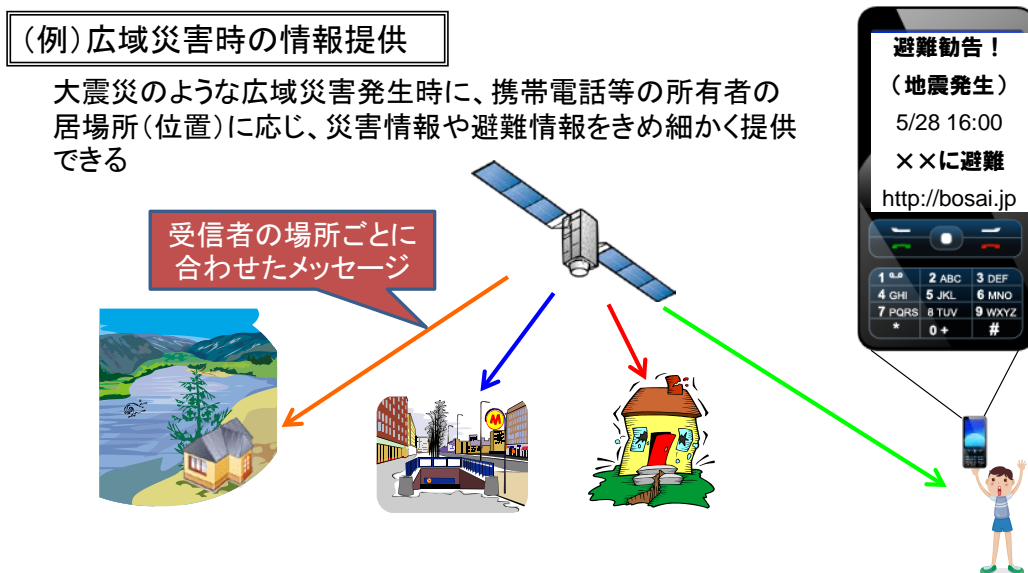 (例)広域災害時の情報提供
大震災のような広域災害発生時に、携帯電話等の所有者の
居場所(位置)に応じ、災害情報や避難情報をきめ細かく提供
できる
受信者の場所ごとに
合わせたメッセージ
避難勧告!
(地震発生)
5/28 16:00
××に避難
http://bosai.jp
1 2 ABC 3 DEF
4 GHI 5 JKL 6 MNO
7 PQRS 8 TUV 9 WXYZ
* 0 + #
M